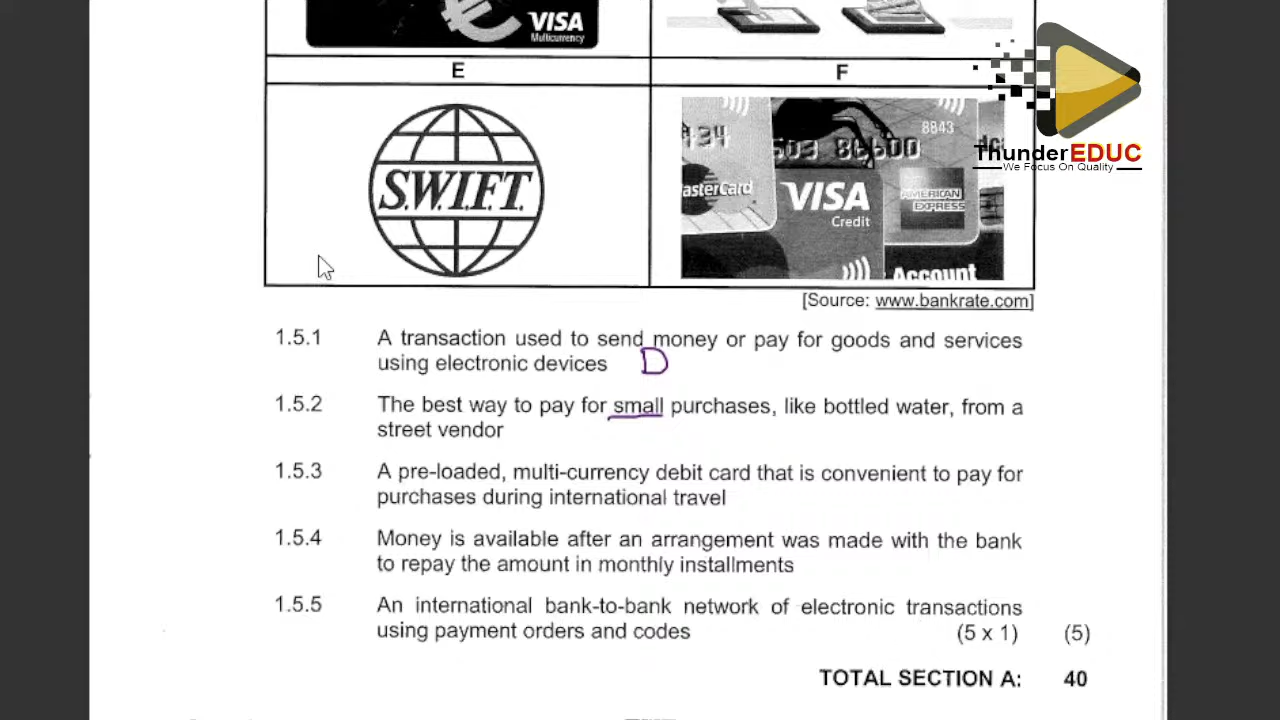 VISA
Multicurrency
E
F
S.W.I.F.T.
434
8843
503 86600
asterCard
VISA
Credit
AMERICAN
EXPRESS
Account
ThunderEDUC
We Focus On Quality
[Source: www.bankrate.com]
1.5.1 A transaction used to send money or pay for goods and services
using electronic devices D
1.5.2 The best way to pay for small purchases, like bottled water, from a
street vendor
1.5.3 A pre-loaded, multi-currency debit card that is convenient to pay for
purchases during international travel
1.5.4 Money is available after an arrangement was made with the bank
to repay the amount in monthly installments
1.5.5 An international bank-to-bank network of electronic transactions
using payment orders and codes (5 x 1) (5)
TOTAL SECTION A: 40